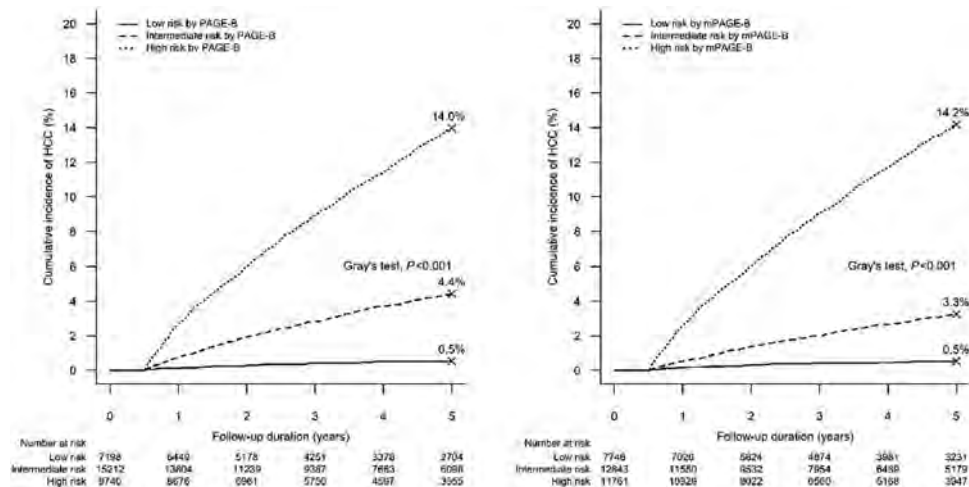 Low risk by PAGE-B
Intermediate risk by PAGE-B
High risk by PAGE-B
Cumulative incidence of HCC (%)
20
18
16
14
12
10
8
6
4
2
0
14.0%
Gray's test, P<0.001
4.4%
0.5%
0 1 2 3 4 5
Follow-up duration (years)
Number at risk
Low risk 7198 6449 5178 4251 3378 2704
Intermediate risk 15212 13804 11239 9387 7663 6098
High risk 9740 8676 6961 5750 4597 3555
Low risk by mPAGE-B
Intermediate risk by mPAGE-B
High risk by mPAGE-B
Cumulative incidence of HCC (%)
20
18
16
14
12
10
8
6
4
2
0
14.2%
Gray's test, P<0.001
3.3%
0.5%
0 1 2 3 4 5
Follow-up duration (years)
Number at risk
Low risk 7746 7020 5824 4874 3981 3231
Intermediate risk 12643 11580 9532 7954 6489 5179
High risk 11761 10329 8022 6560 5168 3947